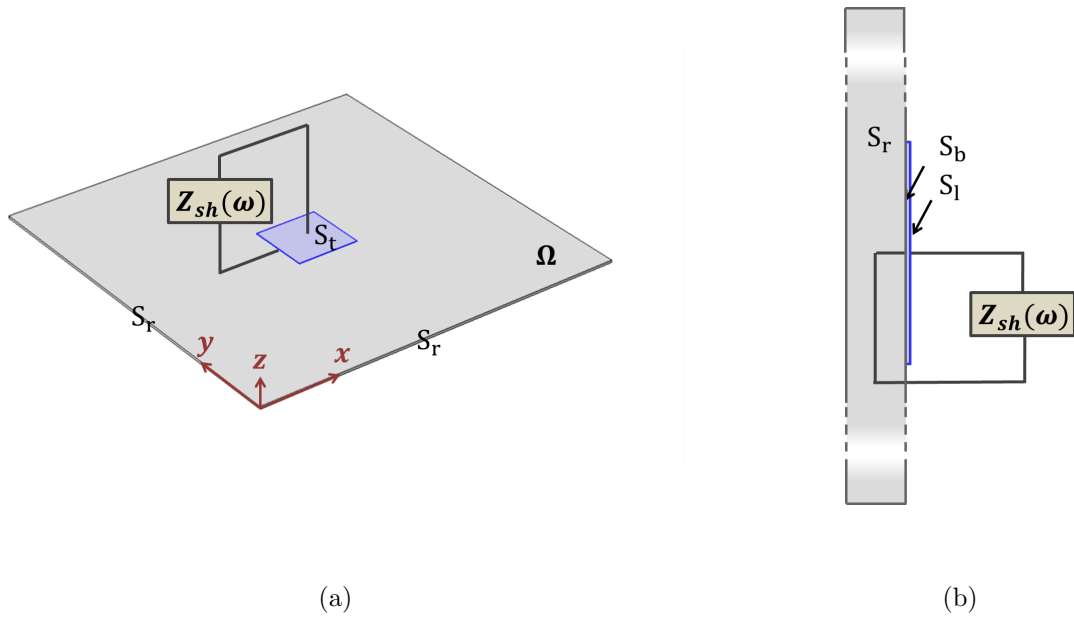 Z_sh(ω)
S_t
Ω
S_r
S_r
y
z
x
(a)
S_r
S_b
S_l
Z_sh(ω)
(b)